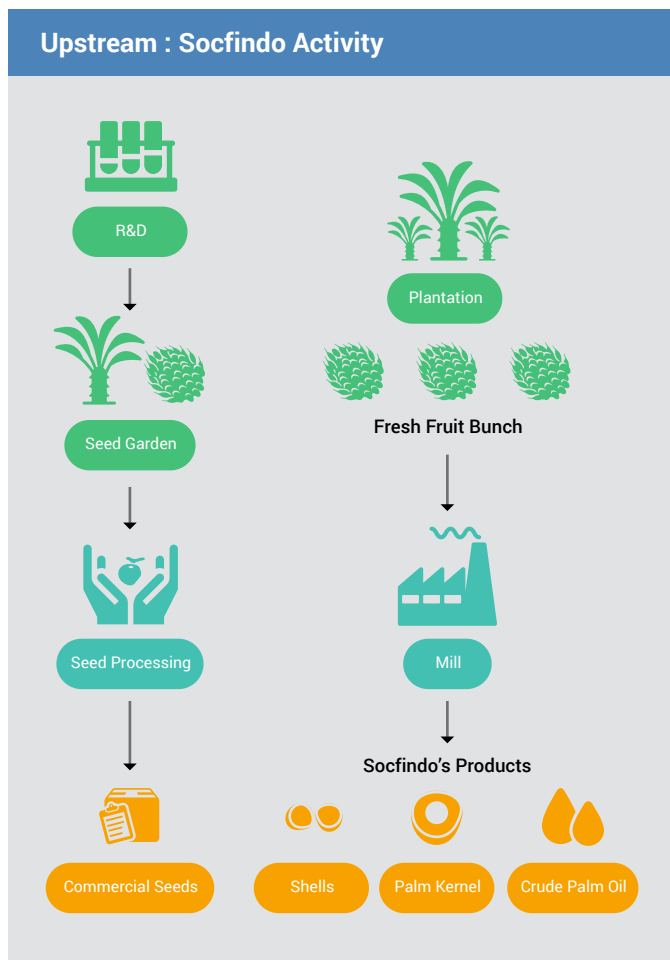 Upstream : Socfindo Activity
R&D
Seed Garden
Seed Processing
Commercial Seeds
Plantation
Fresh Fruit Bunch
Mill
Socfindo's Products
Shells
Palm Kernel
Crude Palm Oil